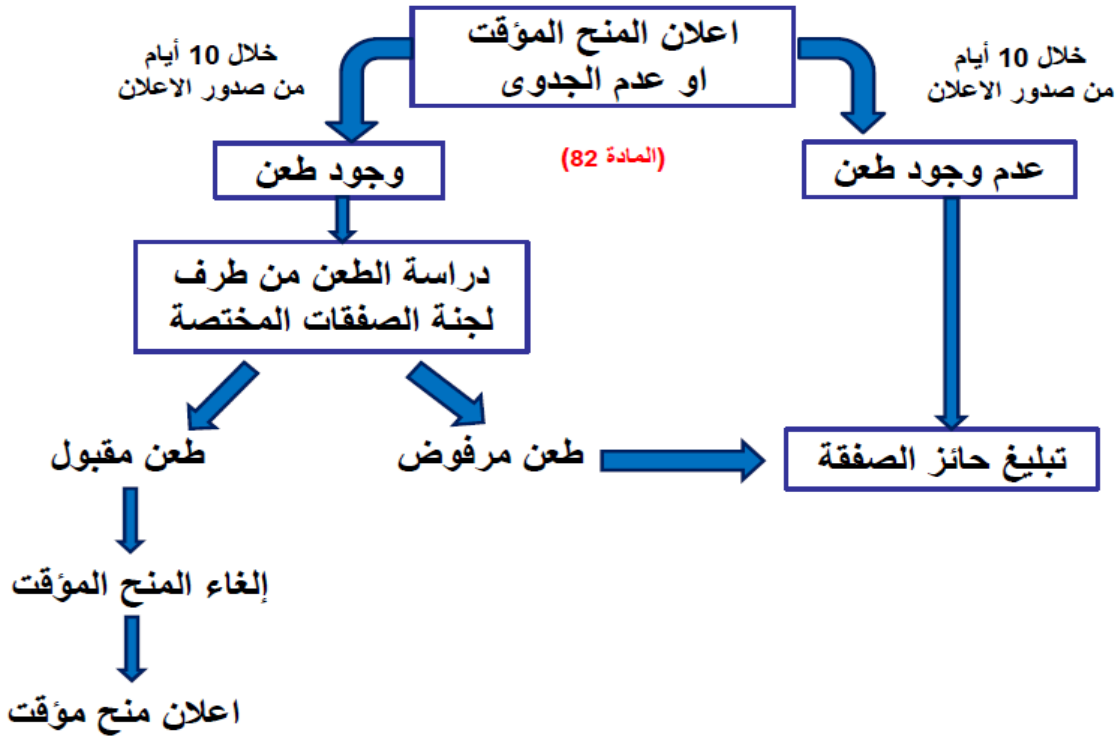 اعلان المنح المؤقت
او عدم الجدوى
خلال 10 أيام
من صدور الاعلان
خلال 10 أيام
من صدور الاعلان
(المادة 82)
عدم وجود طعن
وجود طعن
دراسة الطعن من طرف
لجنة الصفقات المختصة
تبليغ حائز الصفقة
طعن مرفوض
طعن مقبول
إلغاء المنح المؤقت
اعلان منح مؤقت